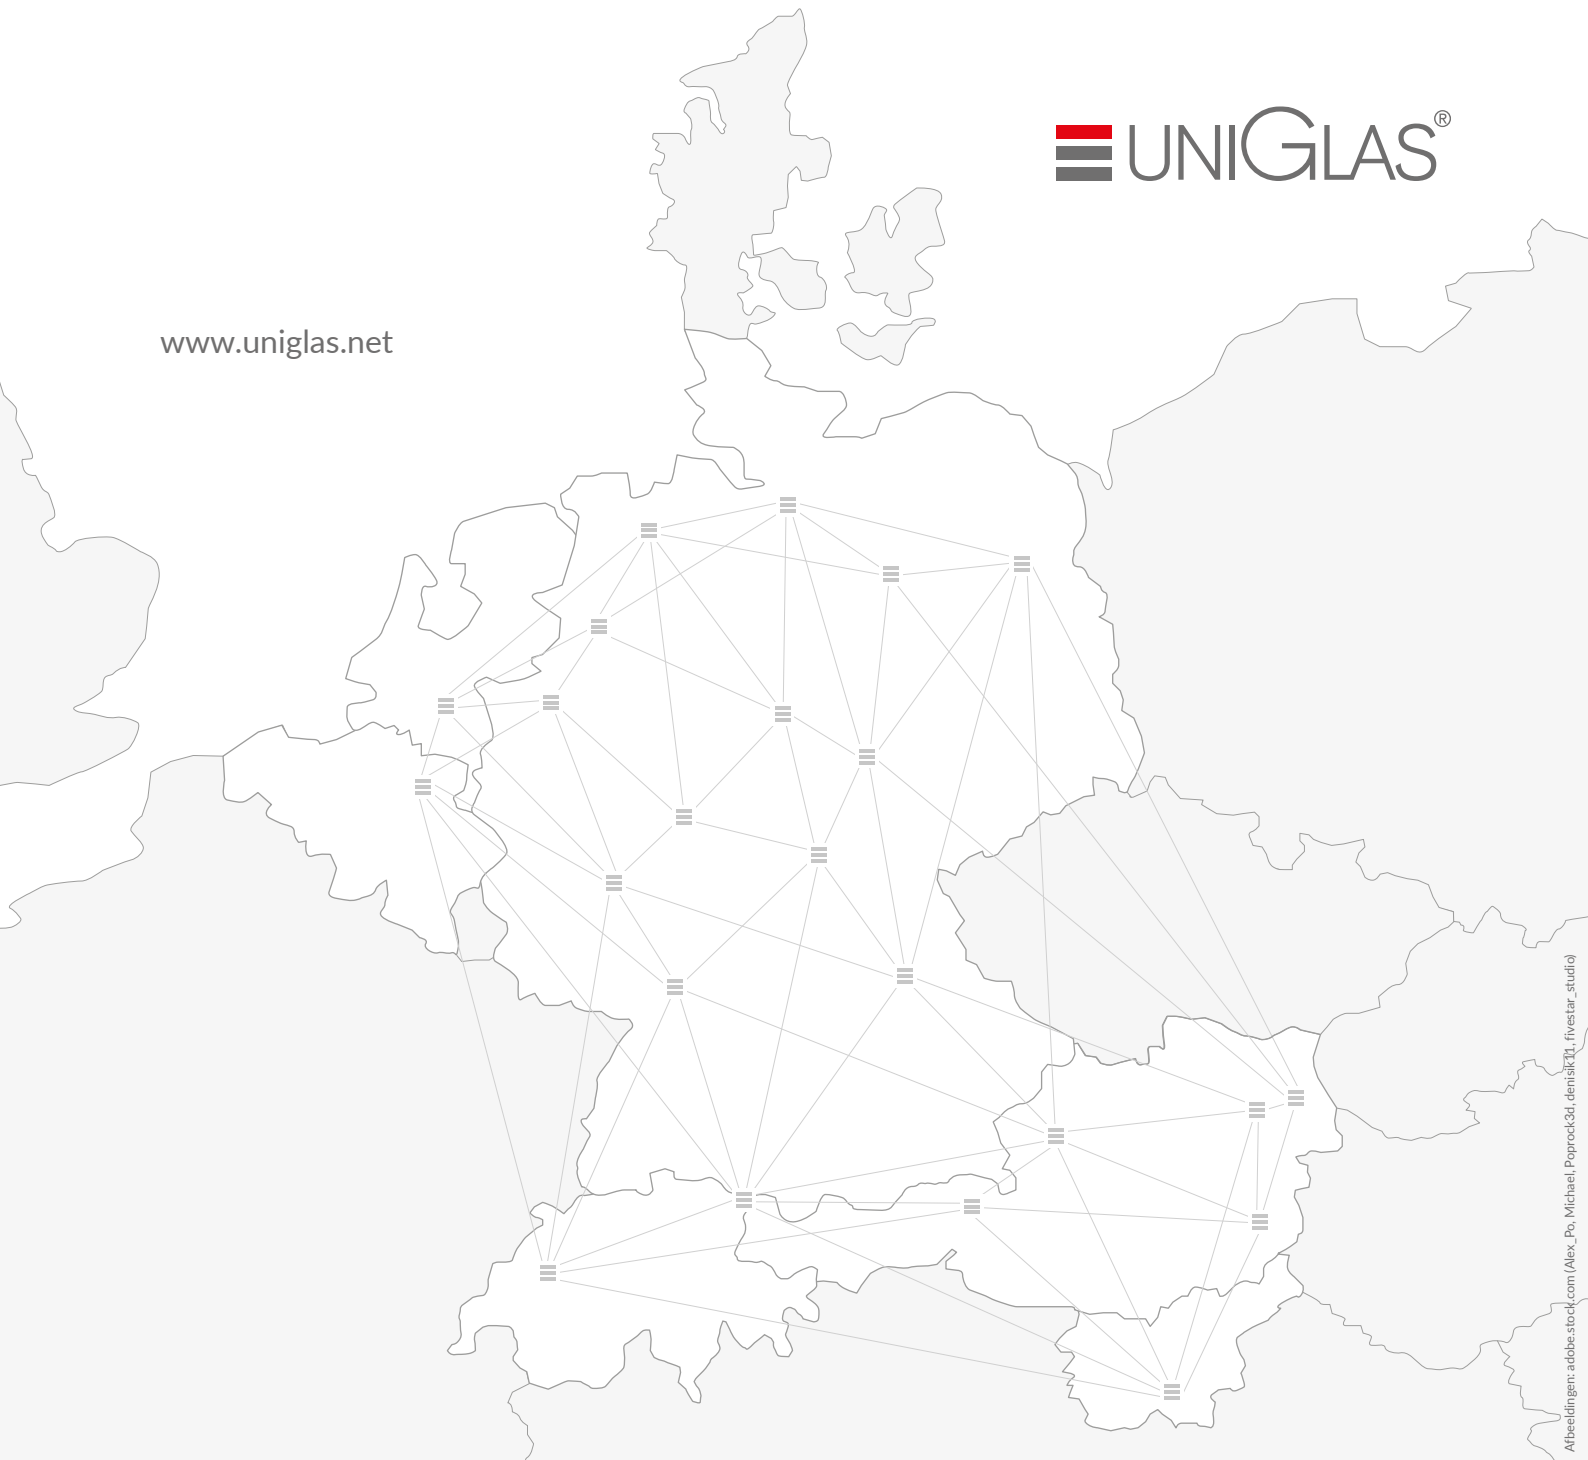 UNIGLAS®
www.uniglas.net
Afbeeldingen: adobe.stock.com (Alex_Po, Michael, Poprock3d, denisik11, fivestar_studio)